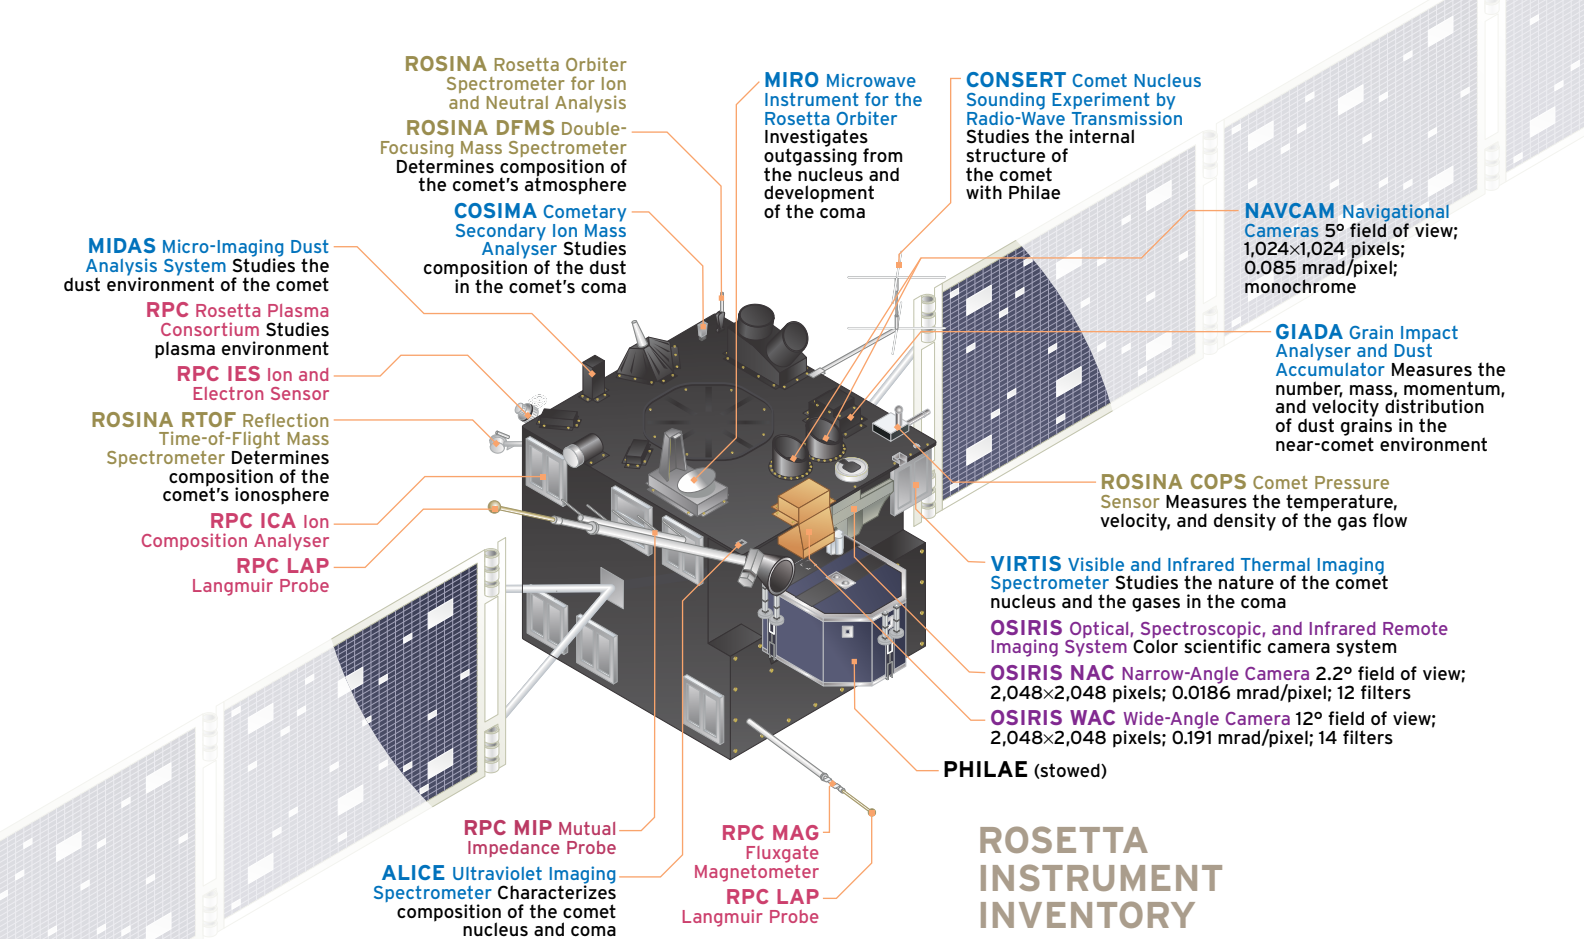 ROSINA Rosetta Orbiter
Spectrometer for Ion
and Neutral Analysis
ROSINA DFMS Double-
Focusing Mass Spectrometer
Determines composition of
the comet’s atmosphere
COSIMA Cometary
Secondary Ion Mass
Analyser Studies
composition of the dust
in the comet’s coma
MIDAS Micro-Imaging Dust
Analysis System Studies the
dust environment of the comet
RPC Rosetta Plasma
Consortium Studies
plasma environment
RPC IES Ion and
Electron Sensor
ROSINA RTOF Reflection
Time-of-Flight Mass
Spectrometer Determines
composition of the
comet’s ionosphere
RPC ICA Ion
Composition Analyser
RPC LAP
Langmuir Probe
MIRO Microwave
Instrument for the
Rosetta Orbiter
Investigates
outgassing from
the nucleus and
development
of the coma
CONSERT Comet Nucleus
Sounding Experiment by
Radio-Wave Transmission
Studies the internal
structure of
the comet
with Philae
NAVCAM Navigational
Cameras 5° field of view;
1,024×1,024 pixels;
0.085 mrad/pixel;
monochrome
GIADA Grain Impact
Analyser and Dust
Accumulator Measures the
number, mass, momentum,
and velocity distribution
of dust grains in the
near-comet environment
ROSINA COPS Comet Pressure
Sensor Measures the temperature,
velocity, and density of the gas flow
VIRTIS Visible and Infrared Thermal Imaging
Spectrometer Studies the nature of the comet
nucleus and the gases in the coma
OSIRIS Optical, Spectroscopic, and Infrared Remote
Imaging System Color scientific camera system
OSIRIS NAC Narrow-Angle Camera 2.2° field of view;
2,048×2,048 pixels; 0.0186 mrad/pixel; 12 filters
OSIRIS WAC Wide-Angle Camera 12° field of view;
2,048×2,048 pixels; 0.191 mrad/pixel; 14 filters
PHILAE (stowed)
RPC MIP Mutual
Impedance Probe
ALICE Ultraviolet Imaging
Spectrometer Characterizes
composition of the comet
nucleus and coma
RPC MAG
Fluxgate
Magnetometer
RPC LAP
Langmuir Probe
ROSETTA
INSTRUMENT
INVENTORY